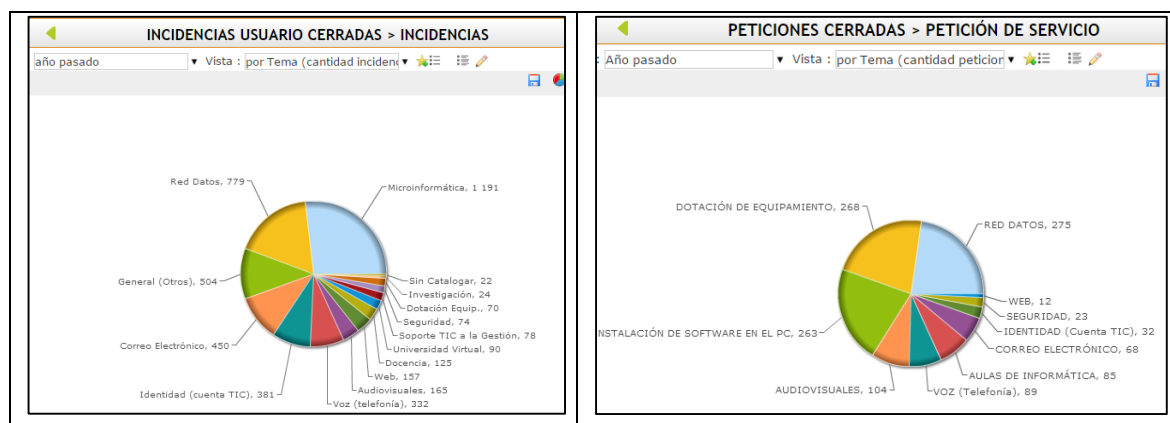 INCIDENCIAS USUARIO CERRADAS > INCIDENCIAS
año pasado Vista : por Tema (cantidad inciden
Red Datos, 779
Microinformática, 1 191
General (Otros), 504
Sin Catalogar, 22
Investigación, 24
Dotación Equip., 70
Seguridad, 74
Soporte TIC a la Gestión, 78
Universidad Virtual, 90
Docencia, 125
Web, 157
Audiovisuales, 165
Voz (telefonía), 332
Correo Electrónico, 450
Identidad (cuenta TIC), 381
PETICIONES CERRADAS > PETICIÓN DE SERVICIO
: Año pasado Vista : por Tema (cantidad peticion
DOTACIÓN DE EQUIPAMIENTO, 268
RED DATOS, 275
WEB, 12
SEGURIDAD, 23
IDENTIDAD (Cuenta TIC), 32
CORREO ELECTRÓNICO, 68
AULAS DE INFORMÁTICA, 85
VOZ (Telefonía), 89
AUDIOVISUALES, 104
NSTALACIÓN DE SOFTWARE EN EL PC, 263